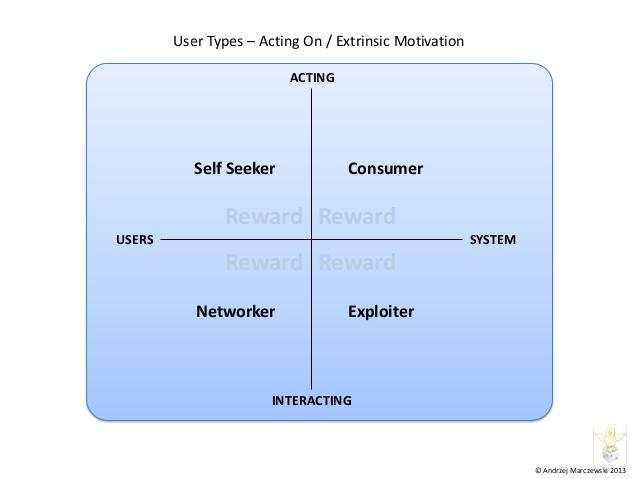 User Types – Acting On / Extrinsic Motivation
ACTING
Self Seeker Consumer
Reward Reward
USERS SYSTEM
Reward Reward
Networker Exploiter
INTERACTING
© Andrzej Marczewski 2013